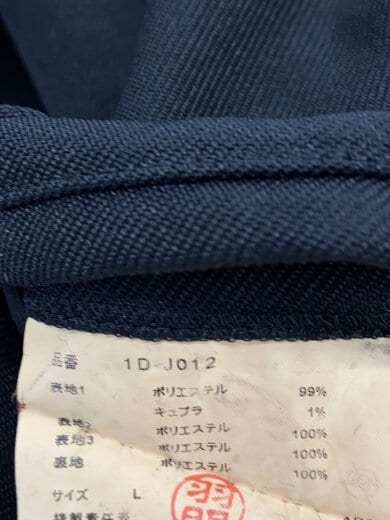 品番 1D-J012
表地1 ポリエステル 99%
キュプラ 1%
表地2 ポリエステル 100%
表地3 ポリエステル 100%
裏地 ポリエステル 100%
サイズ L